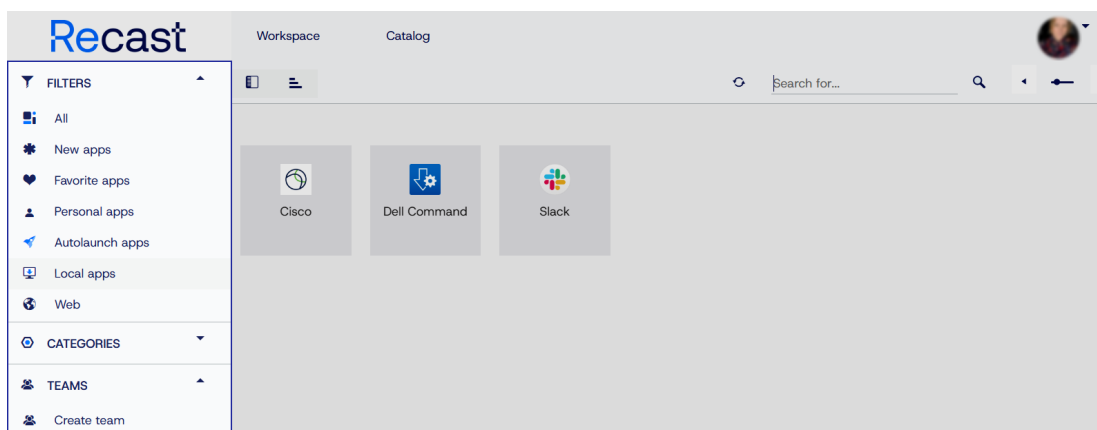 Recast
Workspace
Catalog
FILTERS
Search for...
All
New apps
Favorite apps
Personal apps
Autolaunch apps
Local apps
Web
CATEGORIES
TEAMS
Create team
Cisco
Dell Command
Slack